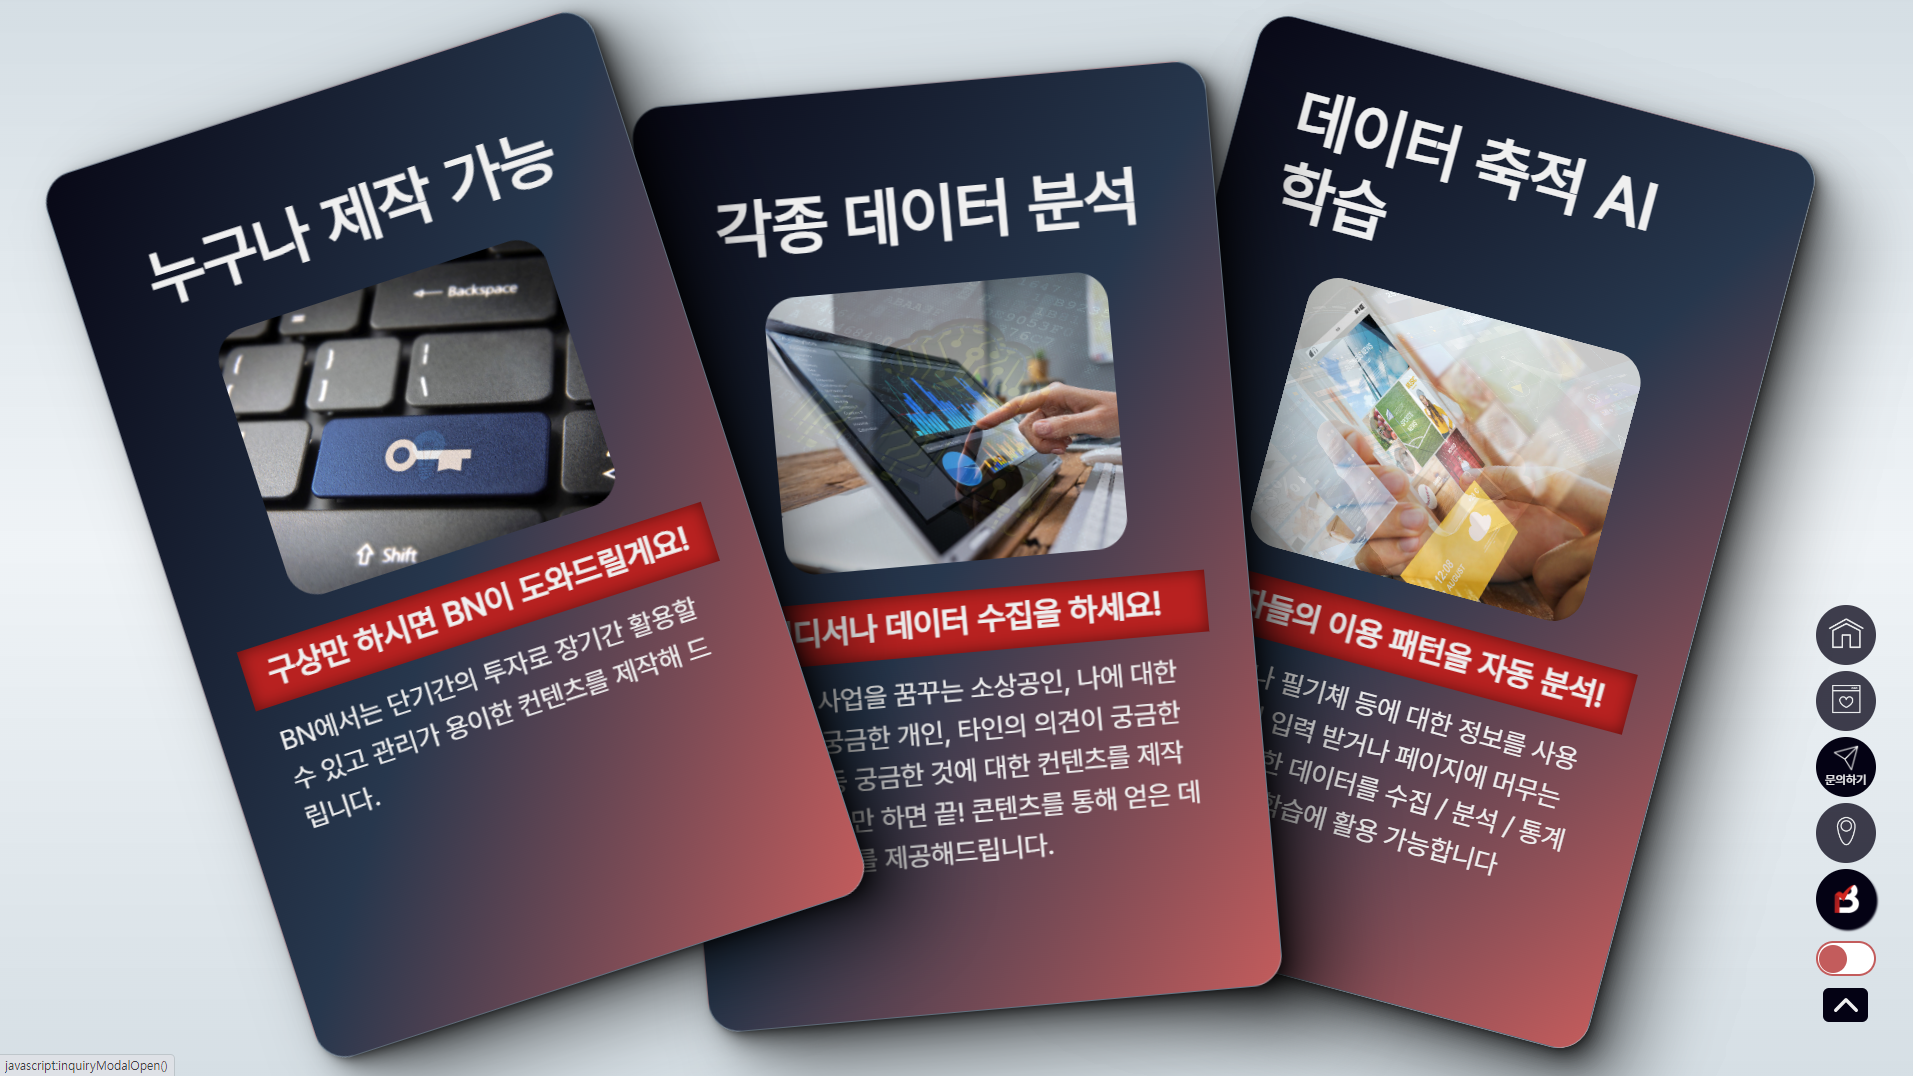 누구나 제작 가능
Backspace
Shift
구상만 하시면 BN이 도와드릴게요!
BN에서는 단기간의 투자로 장기간 활용할
수 있고 관리가 용이한 컨텐츠를 제작해 드
립니다.
각종 데이터 분석
데이터 수집을 하세요!
사업을 꿈꾸는 소상공인, 나에 대한
궁금한 개인, 타인의 의견이 궁금한
궁금한 것에 대한 컨텐츠를 제작
만 하면 끝! 콘텐츠를 통해 얻은 데
를 제공해드립니다.
데이터 축적 AI
학습
12:08
AUGUST
자들의 이용 패턴을 자동 분석!
나 필기체 등에 대한 정보를 사용
입력 받거나 페이지에 머무는
한 데이터를 수집 / 분석 / 통계
학습에 활용 가능합니다
문의하기
javascript:inquiryModalOpen()